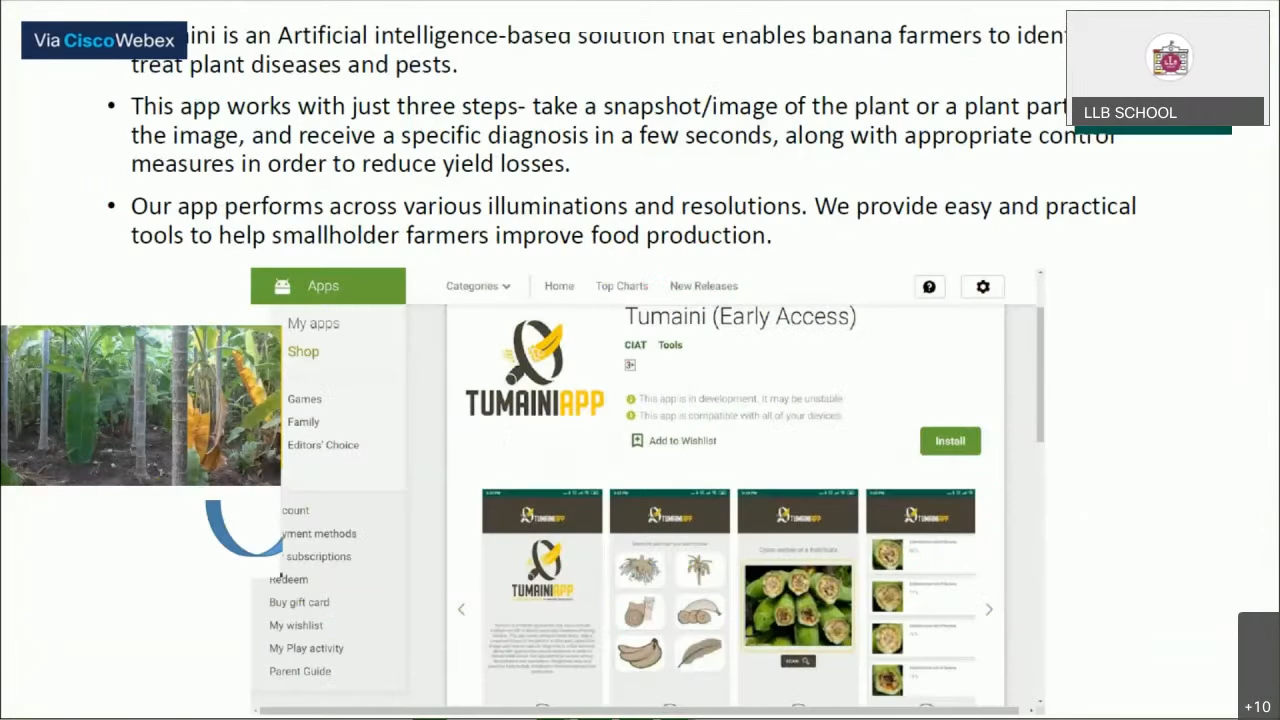 Via Cisco Webex
is an Artificial intelligence-based solution that enables banana farmers to
treat plant diseases and pests.
LLB SCHOOL
• This app works with just three steps- take a snapshot/image of the plant or a plant part
the image, and receive a specific diagnosis in a few seconds, along with appropriate control
measures in order to reduce yield losses.
• Our app performs across various illuminations and resolutions. We provide easy and practical
tools to help smallholder farmers improve food production.
Apps
Categories
Home
Top Charts
New Releases
My apps
Shop
Games
Family
Editors' Choice
count
yment methods
subscriptions
Redeem
Buy gift card
My wishlist
My Play activity
Parent Guide
TUMAINIAPP
Tumaini (Early Access)
CIAT Tools
3+
This app is in development. It may be unstable.
This app is compatible with all of your devices.
Add to Wishlist
Install
TUMAINIAPP
TUMAINIAPP
TUMAINIAPP
TUMAINIAPP
TUMAINIAPP
SCAN
+10